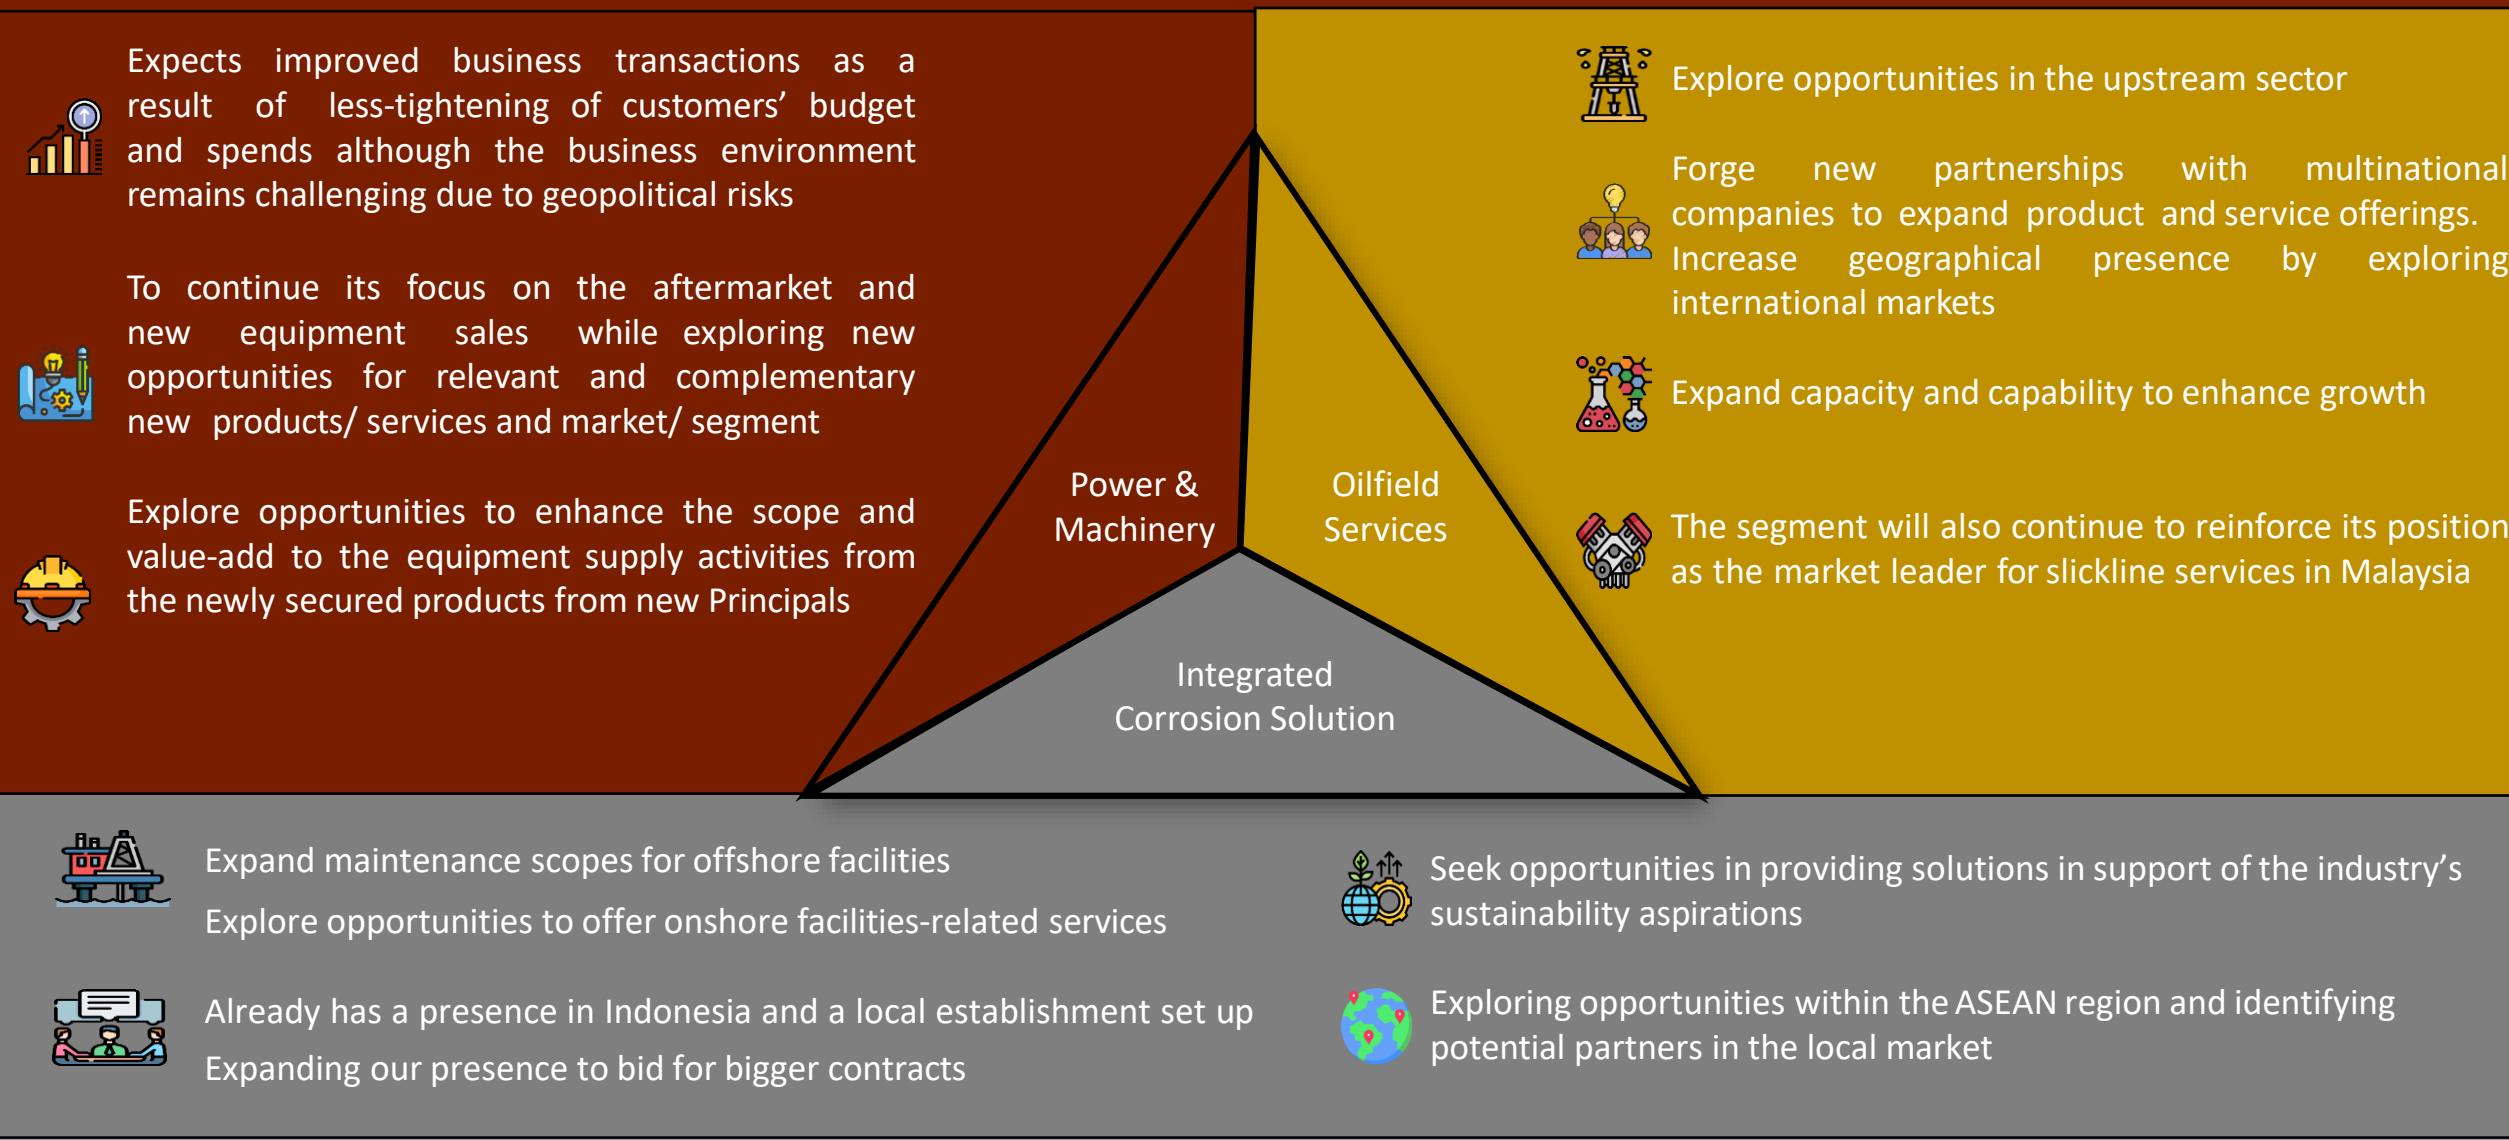 Expects improved business transactions as a
result of less-tightening of customers’ budget
and spends although the business environment
remains challenging due to geopolitical risks
To continue its focus on the aftermarket and
new equipment sales while exploring new
opportunities for relevant and complementary
new products/ services and market/ segment
Explore opportunities to enhance the scope and
value-add to the equipment supply activities from
the newly secured products from new Principals
Power &
Machinery
Oilfield
Services
Integrated
Corrosion Solution
Explore opportunities in the upstream sector
Forge new partnerships with multinational
companies to expand product and service offerings.
Increase geographical presence by exploring
international markets
Expand capacity and capability to enhance growth
The segment will also continue to reinforce its position
as the market leader for slickline services in Malaysia
Expand maintenance scopes for offshore facilities
Explore opportunities to offer onshore facilities-related services
Already has a presence in Indonesia and a local establishment set up
Expanding our presence to bid for bigger contracts
Seek opportunities in providing solutions in support of the industry’s
sustainability aspirations
Exploring opportunities within the ASEAN region and identifying
potential partners in the local market